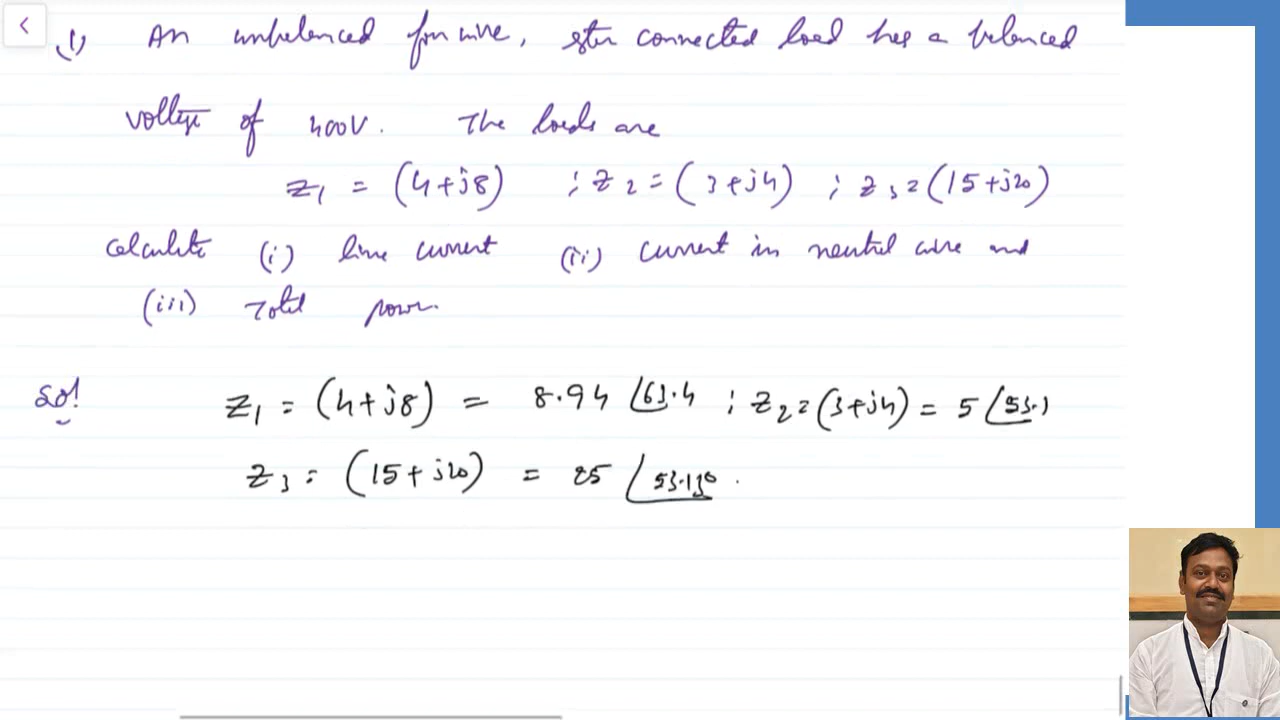 (1) An unbalanced four wire, star connected load has a balanced
voltage of 400V. The loads are
Z1 = (4+j8) ; Z2 = (3+j4) ; Z3 = (15+j20)
calculate (i) line current (ii) current in neutral wire and
(iii) Total power.
Sol Z1 = (4+j8) = 8.94 ∠63.4 ; Z2 = (3+j4) = 5 ∠53.1
Z3 = (15+j20) = 25 ∠53.13°.